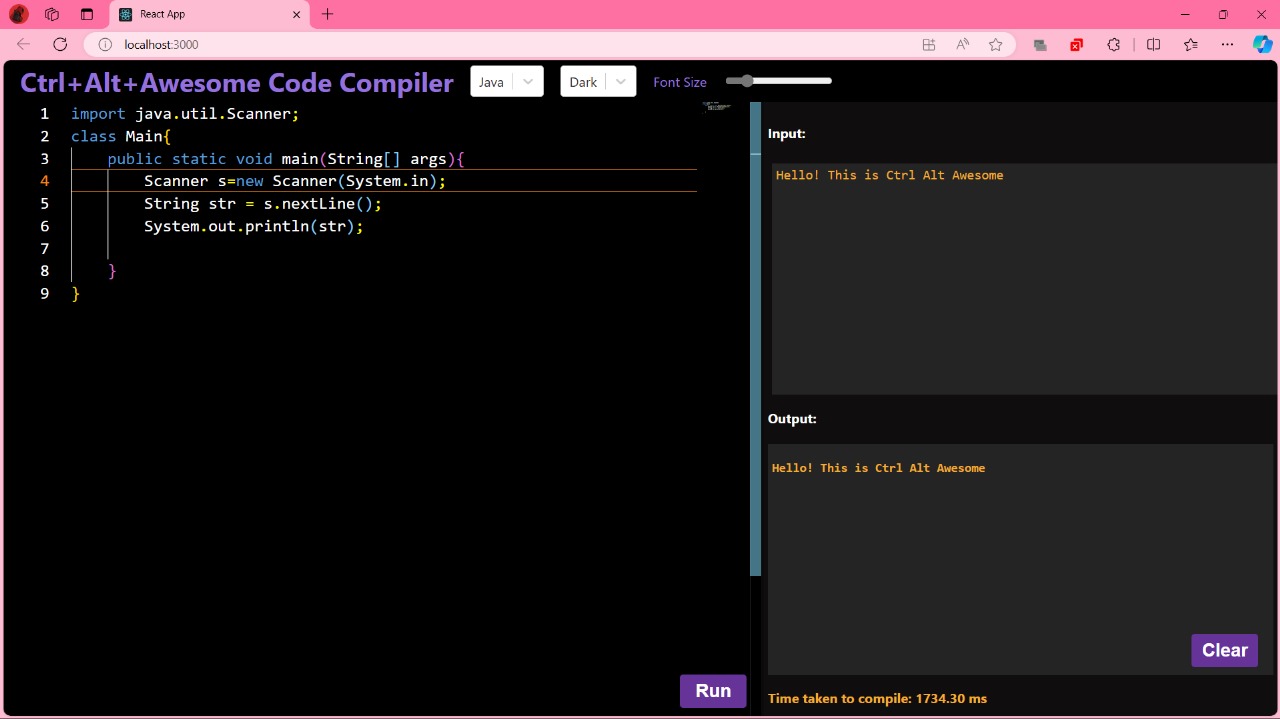 React App
localhost:3000
Ctrl+Alt+Awesome Code Compiler
Java
Dark
Font Size
1 import java.util.Scanner;
2 class Main{
3     public static void main(String[] args){
4         Scanner s=new Scanner(System.in);
5         String str = s.nextLine();
6         System.out.println(str);
7
8     }
9 }
Run
Input:
Hello! This is Ctrl Alt Awesome
Output:
Hello! This is Ctrl Alt Awesome
Clear
Time taken to compile: 1734.30 ms